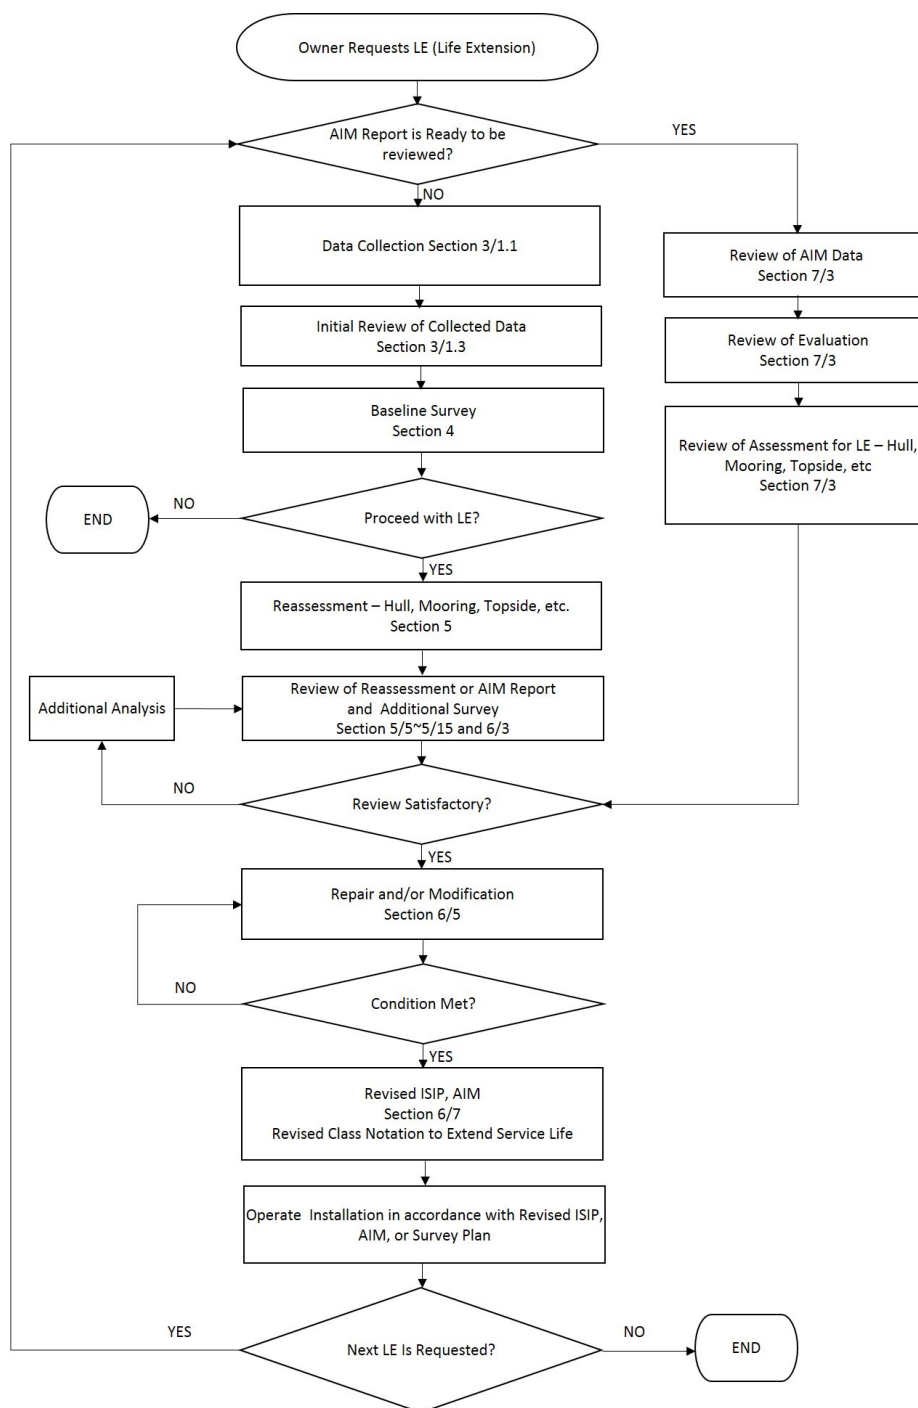 Owner Requests LE (Life Extension)
AIM Report is Ready to be
reviewed?
YES
NO
Data Collection Section 3/1.1
Review of AIM Data
Section 7/3
Initial Review of Collected Data
Section 3/1.3
Review of Evaluation
Section 7/3
Baseline Survey
Section 4
Review of Assessment for LE – Hull,
Mooring, Topside, etc
Section 7/3
Proceed with LE?
NO
END
YES
Reassessment – Hull, Mooring, Topside, etc.
Section 5
Additional Analysis
Review of Reassessment or AIM Report
and Additional Survey
Section 5/5~5/15 and 6/3
Review Satisfactory?
NO
YES
Repair and/or Modification
Section 6/5
Condition Met?
NO
YES
Revised ISIP, AIM
Section 6/7
Revised Class Notation to Extend Service Life
Operate Installation in accordance with Revised ISIP,
AIM, or Survey Plan
Next LE Is Requested?
YES
NO
END